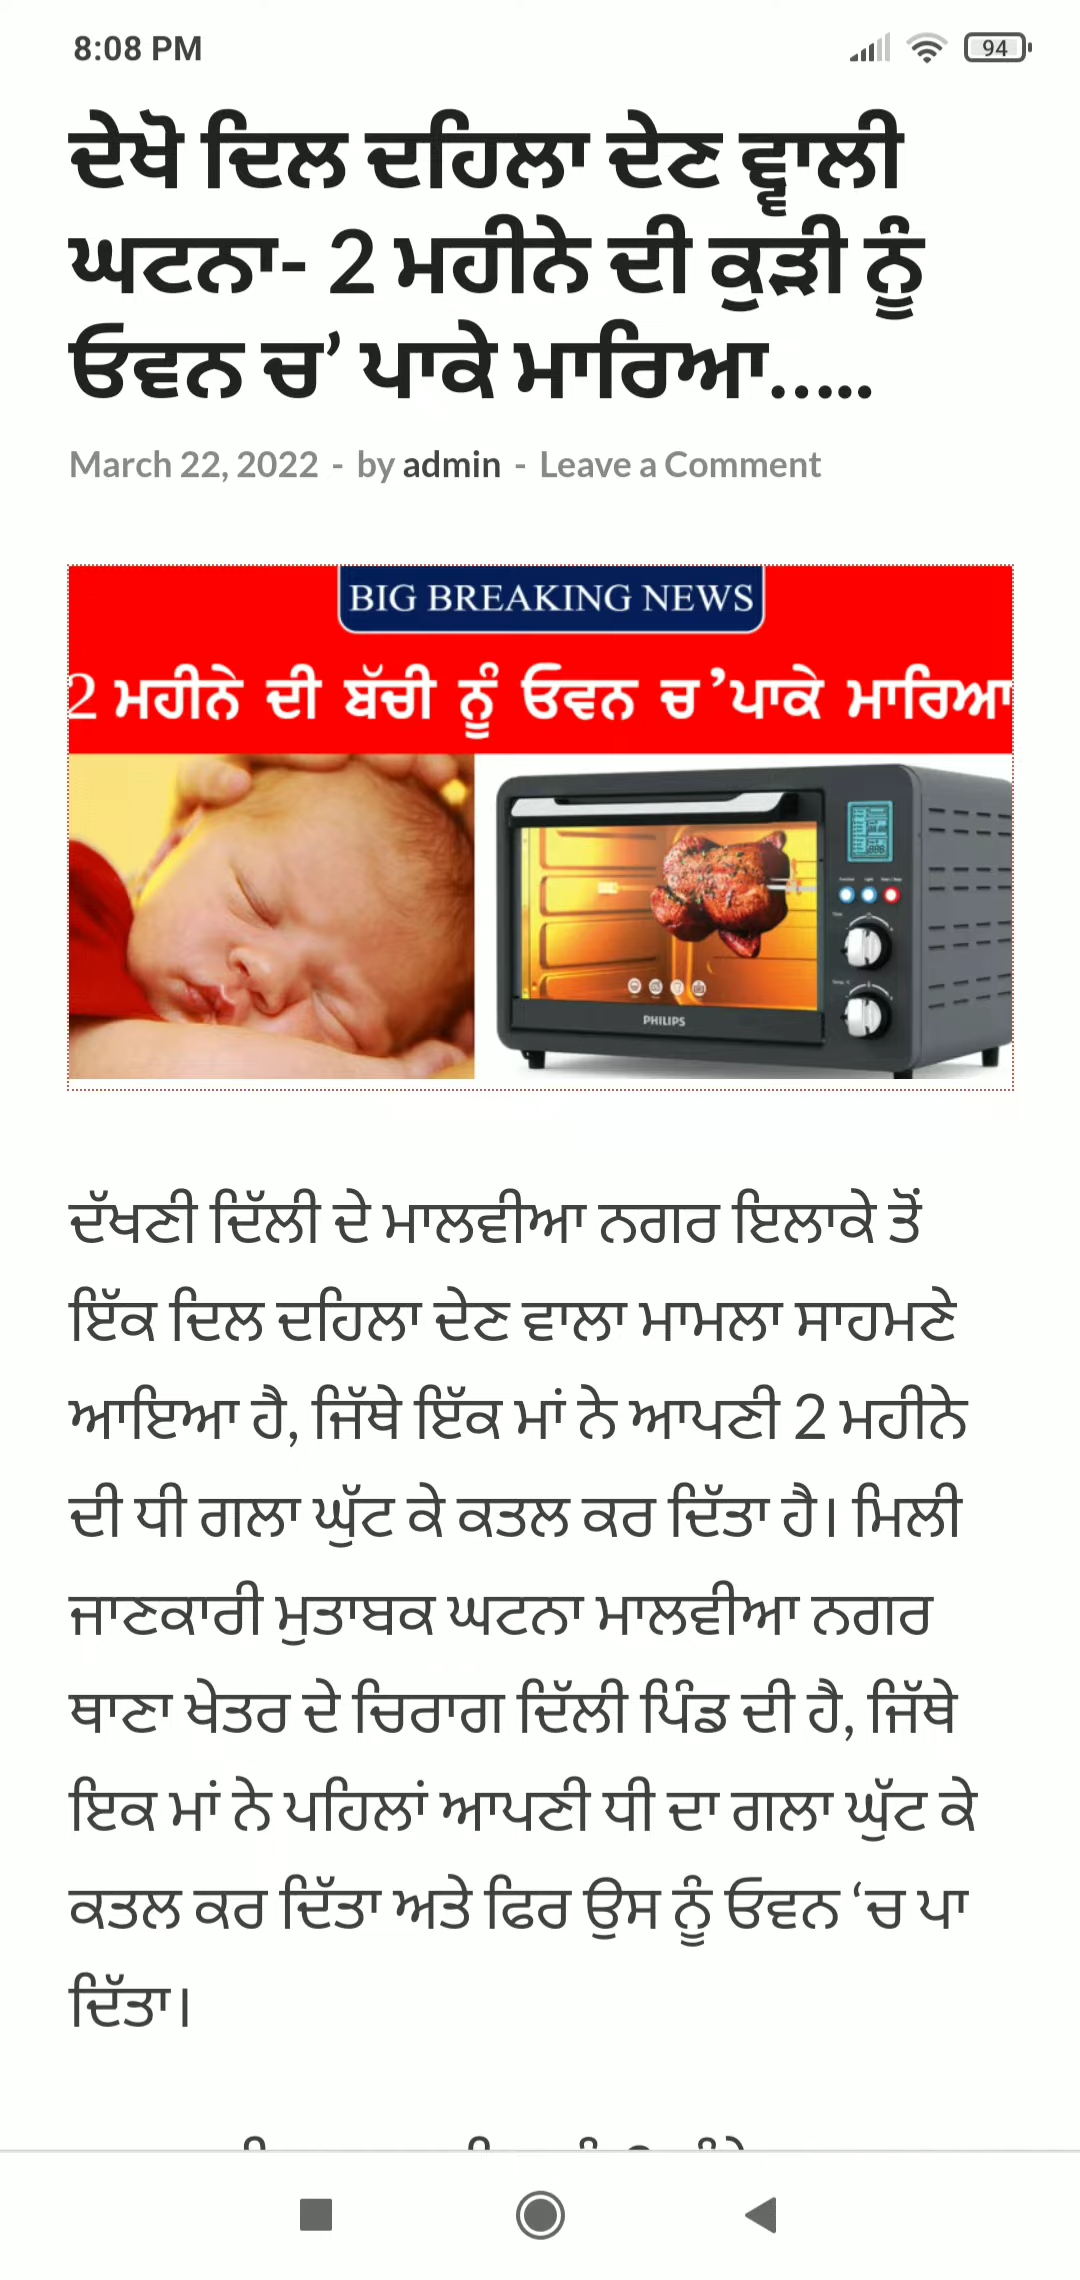 8:08 PM
94
ਦੇਖੋ ਦਿਲ ਦਹਿਲਾ ਦੇਣ ਵ੍ਵਾਲੀ
ਘਟਨਾ- 2 ਮਹੀਨੇ ਦੀ ਕੁੜੀ ਨੂੰ
ਓਵਨ ਚ’ ਪਾਕੇ ਮਾਰਿਆ…..
March 22, 2022 - by admin - Leave a Comment
BIG BREAKING NEWS
2 ਮਹੀਨੇ ਦੀ ਬੱਚੀ ਨੂੰ ਓਵਨ ਚ’ਪਾਕੇ ਮਾਰਿਆ
PHILIPS
ਦੱਖਣੀ ਦਿੱਲੀ ਦੇ ਮਾਲਵੀਆ ਨਗਰ ਇਲਾਕੇ ਤੋਂ
ਇੱਕ ਦਿਲ ਦਹਿਲਾ ਦੇਣ ਵਾਲਾ ਮਾਮਲਾ ਸਾਹਮਣੇ
ਆਇਆ ਹੈ, ਜਿੱਥੇ ਇੱਕ ਮਾਂ ਨੇ ਆਪਣੀ 2 ਮਹੀਨੇ
ਦੀ ਧੀ ਗਲਾ ਘੁੱਟ ਕੇ ਕਤਲ ਕਰ ਦਿੱਤਾ ਹੈ। ਮਿਲੀ
ਜਾਣਕਾਰੀ ਮੁਤਾਬਕ ਘਟਨਾ ਮਾਲਵੀਆ ਨਗਰ
ਥਾਣਾ ਖੇਤਰ ਦੇ ਚਿਰਾਗ ਦਿੱਲੀ ਪਿੰਡ ਦੀ ਹੈ, ਜਿੱਥੇ
ਇਕ ਮਾਂ ਨੇ ਪਹਿਲਾਂ ਆਪਣੀ ਧੀ ਦਾ ਗਲਾ ਘੁੱਟ ਕੇ
ਕਤਲ ਕਰ ਦਿੱਤਾ ਅਤੇ ਫਿਰ ਉਸ ਨੂੰ ਓਵਨ ‘ਚ ਪਾ
ਦਿੱਤਾ।